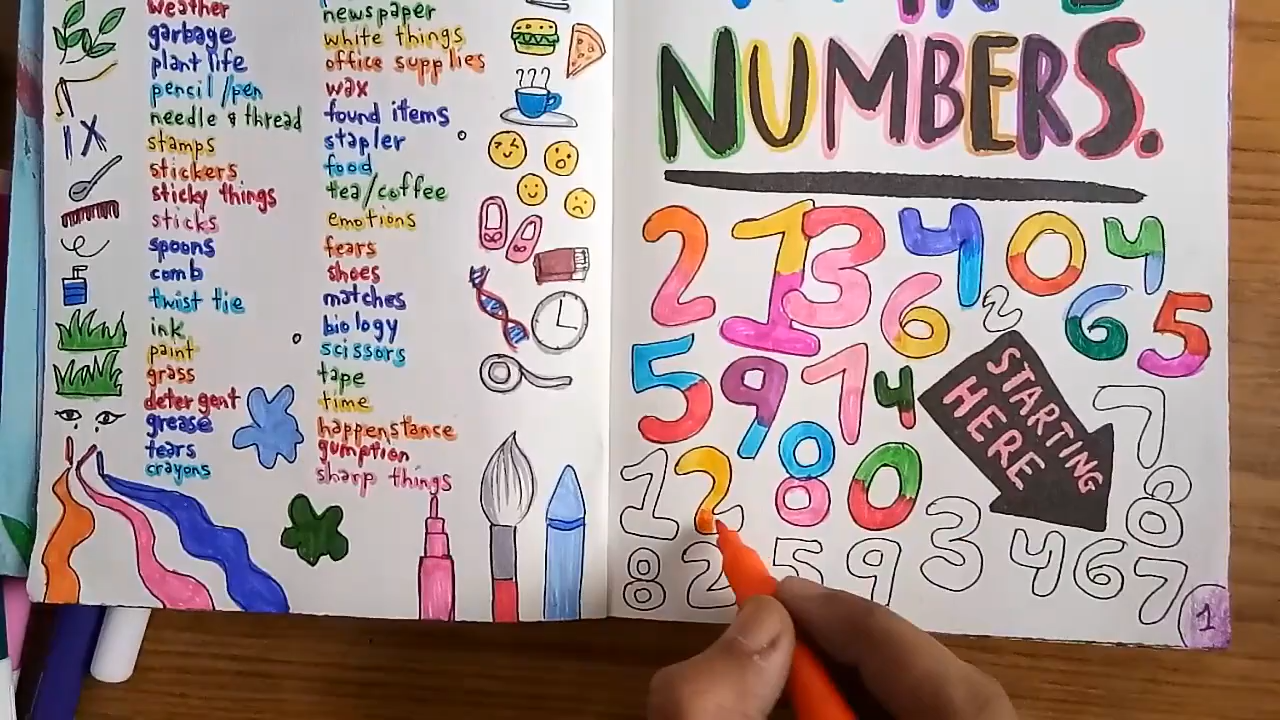 weather
garbage
plant life
pencil/pen
needle & thread
stamps
stickers
sticky things
sticks
spoons
comb
twist tie
ink
paint
grass
detergent
grease
tears
crayons
newspaper
white things
office supplies
wax
found items
stapler
food
tea/coffee
emotions
fears
shoes
matches
biology
scissors
tape
time
happenstance
gumption
sharp things
NUMBERS.
2 1 3 4 0 4
6 2 6 5
5 9 7 4
STARTING
HERE
7
1 2 8 0
3 8
8 2 5 9 4 6 7
1